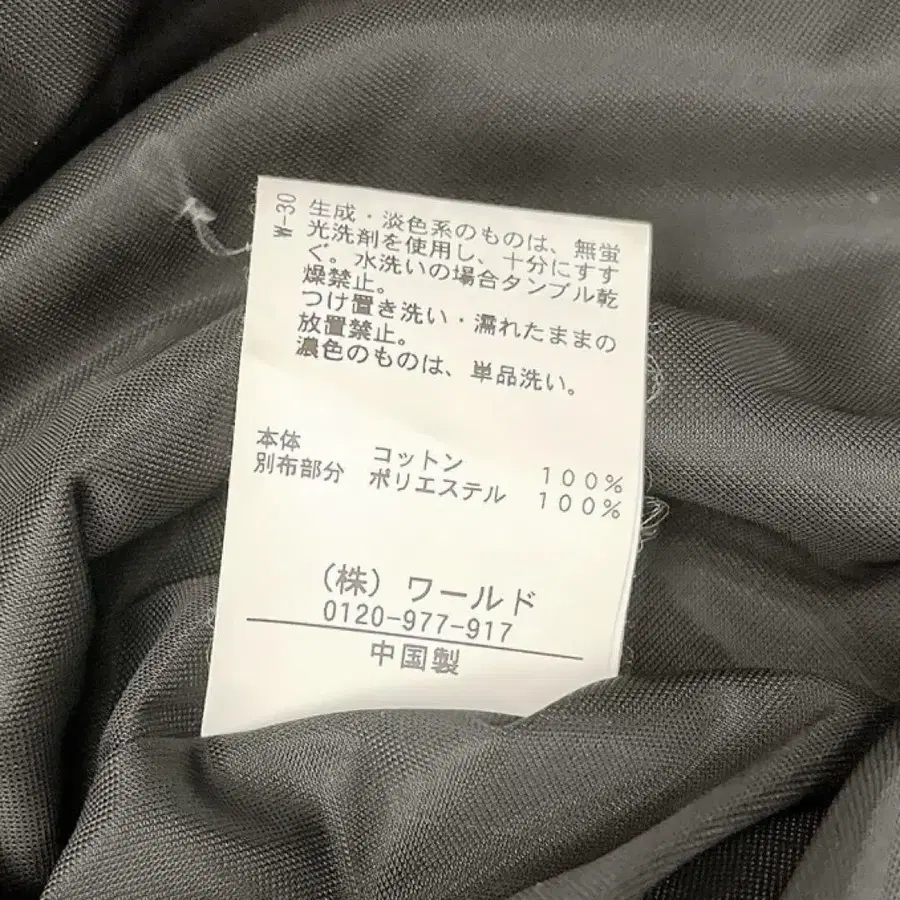 W-30
生成・淡色系のものは、無蛍
光洗剤を使用し、十分にすす
ぐ。水洗いの場合タンブル乾
燥禁止。
つけ置き洗い・濡れたままの
放置禁止。
濃色のものは、単品洗い。
本体 コットン 100%
別布部分 ポリエステル 100%
(株)ワールド
0120-977-917
中国製